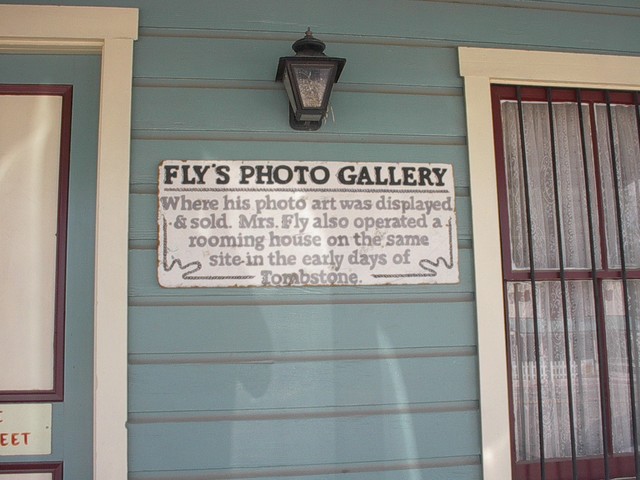 FLY'S PHOTO GALLERY
Where his photo art was displayed
& sold. Mrs. Fly also operated a
rooming house on the same
site in the early days of
Tombstone.
EET